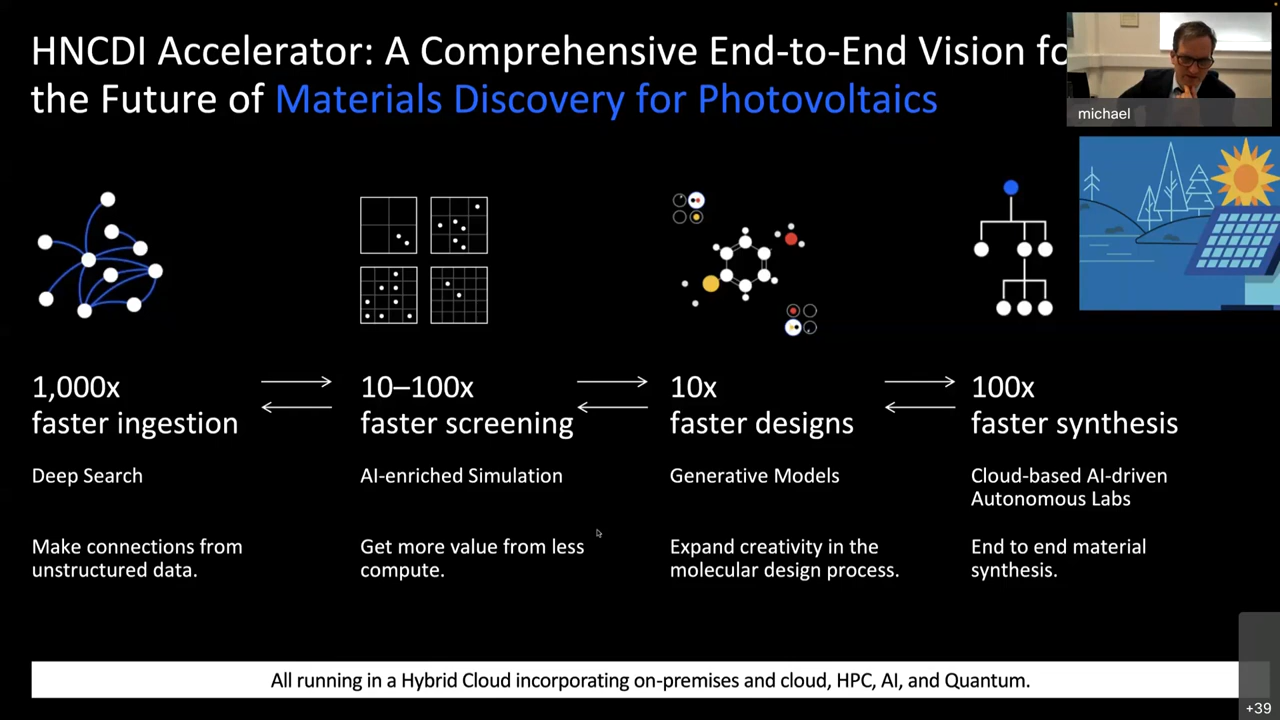 HNCDI Accelerator: A Comprehensive End-to-End Vision fo
the Future of Materials Discovery for Photovoltaics
michael
1,000x
faster ingestion
Deep Search
Make connections from
unstructured data.
10–100x
faster screening
AI-enriched Simulation
Get more value from less
compute.
10x
faster designs
Generative Models
Expand creativity in the
molecular design process.
100x
faster synthesis
Cloud-based AI-driven
Autonomous Labs
End to end material
synthesis.
All running in a Hybrid Cloud incorporating on-premises and cloud, HPC, AI, and Quantum.
+39